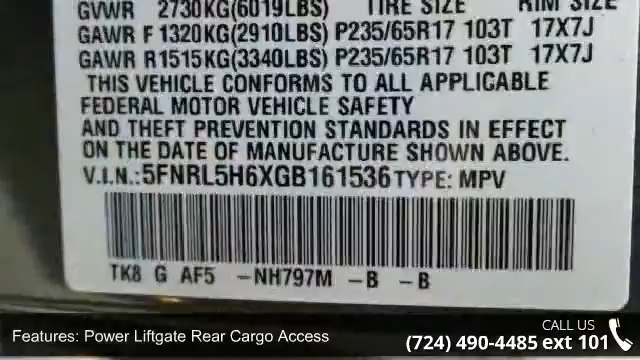 GVWR 2730KG(6019LBS) TIRE SIZE RIM SIZE
GAWR F 1320KG(2910LBS) P235/65R17 103T 17X7J
GAWR R1515KG(3340LBS) P235/65R17 103T 17X7J
THIS VEHICLE CONFORMS TO ALL APPLICABLE
FEDERAL MOTOR VEHICLE SAFETY
AND THEFT PREVENTION STANDARDS IN EFFECT
ON THE DATE OF MANUFACTURE SHOWN ABOVE.
V.I.N.:5FNRL5H6XGB161536 TYPE: MPV
TK8 G AF5 -NH797M -B -B
Features: Power Liftgate Rear Cargo Access
CALL US
(724) 490-4485 ext 101